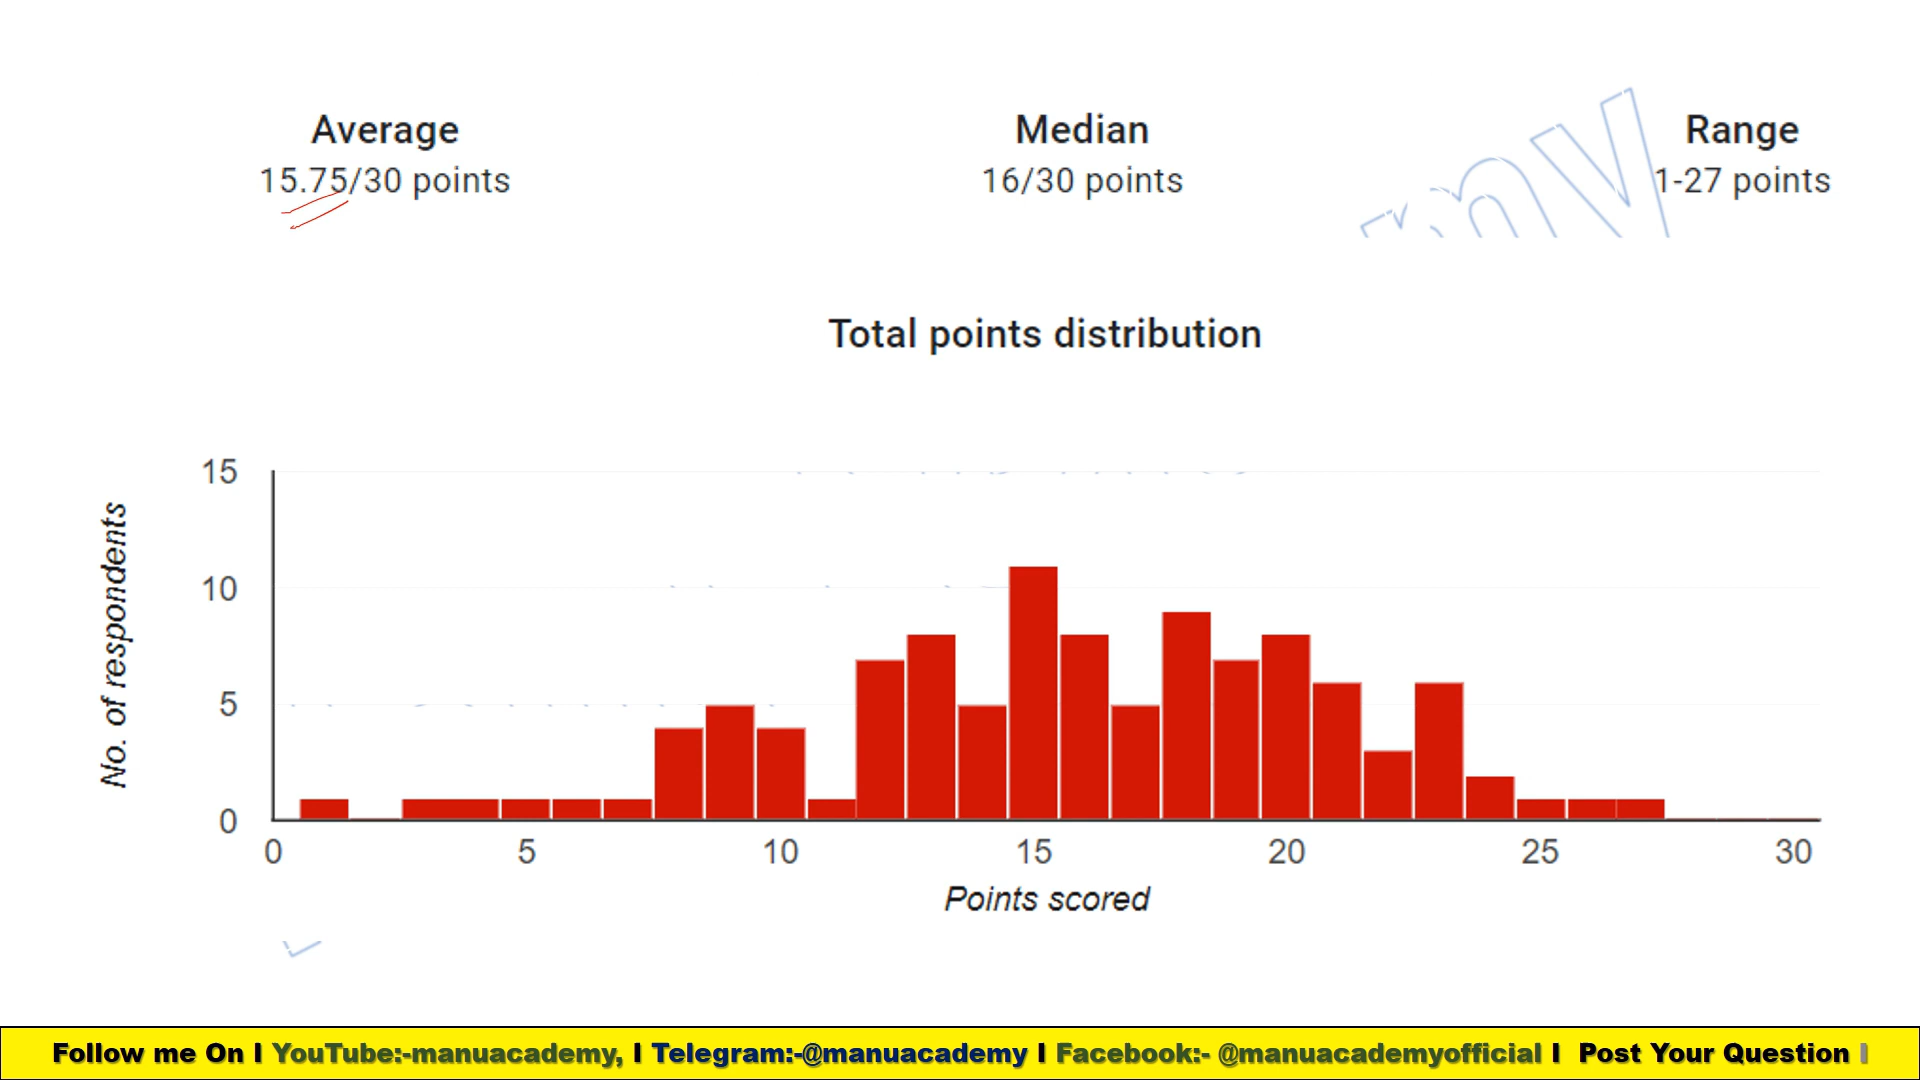 Average
15.75/30 points
Median
16/30 points
Range
1-27 points
Total points distribution
No. of respondents
15
10
5
0
0 5 10 15 20 25 30
Points scored
Follow me On I YouTube:-manuacademy, I Telegram:-@manuacademy I Facebook:- @manuacademyofficial I Post Your Question I